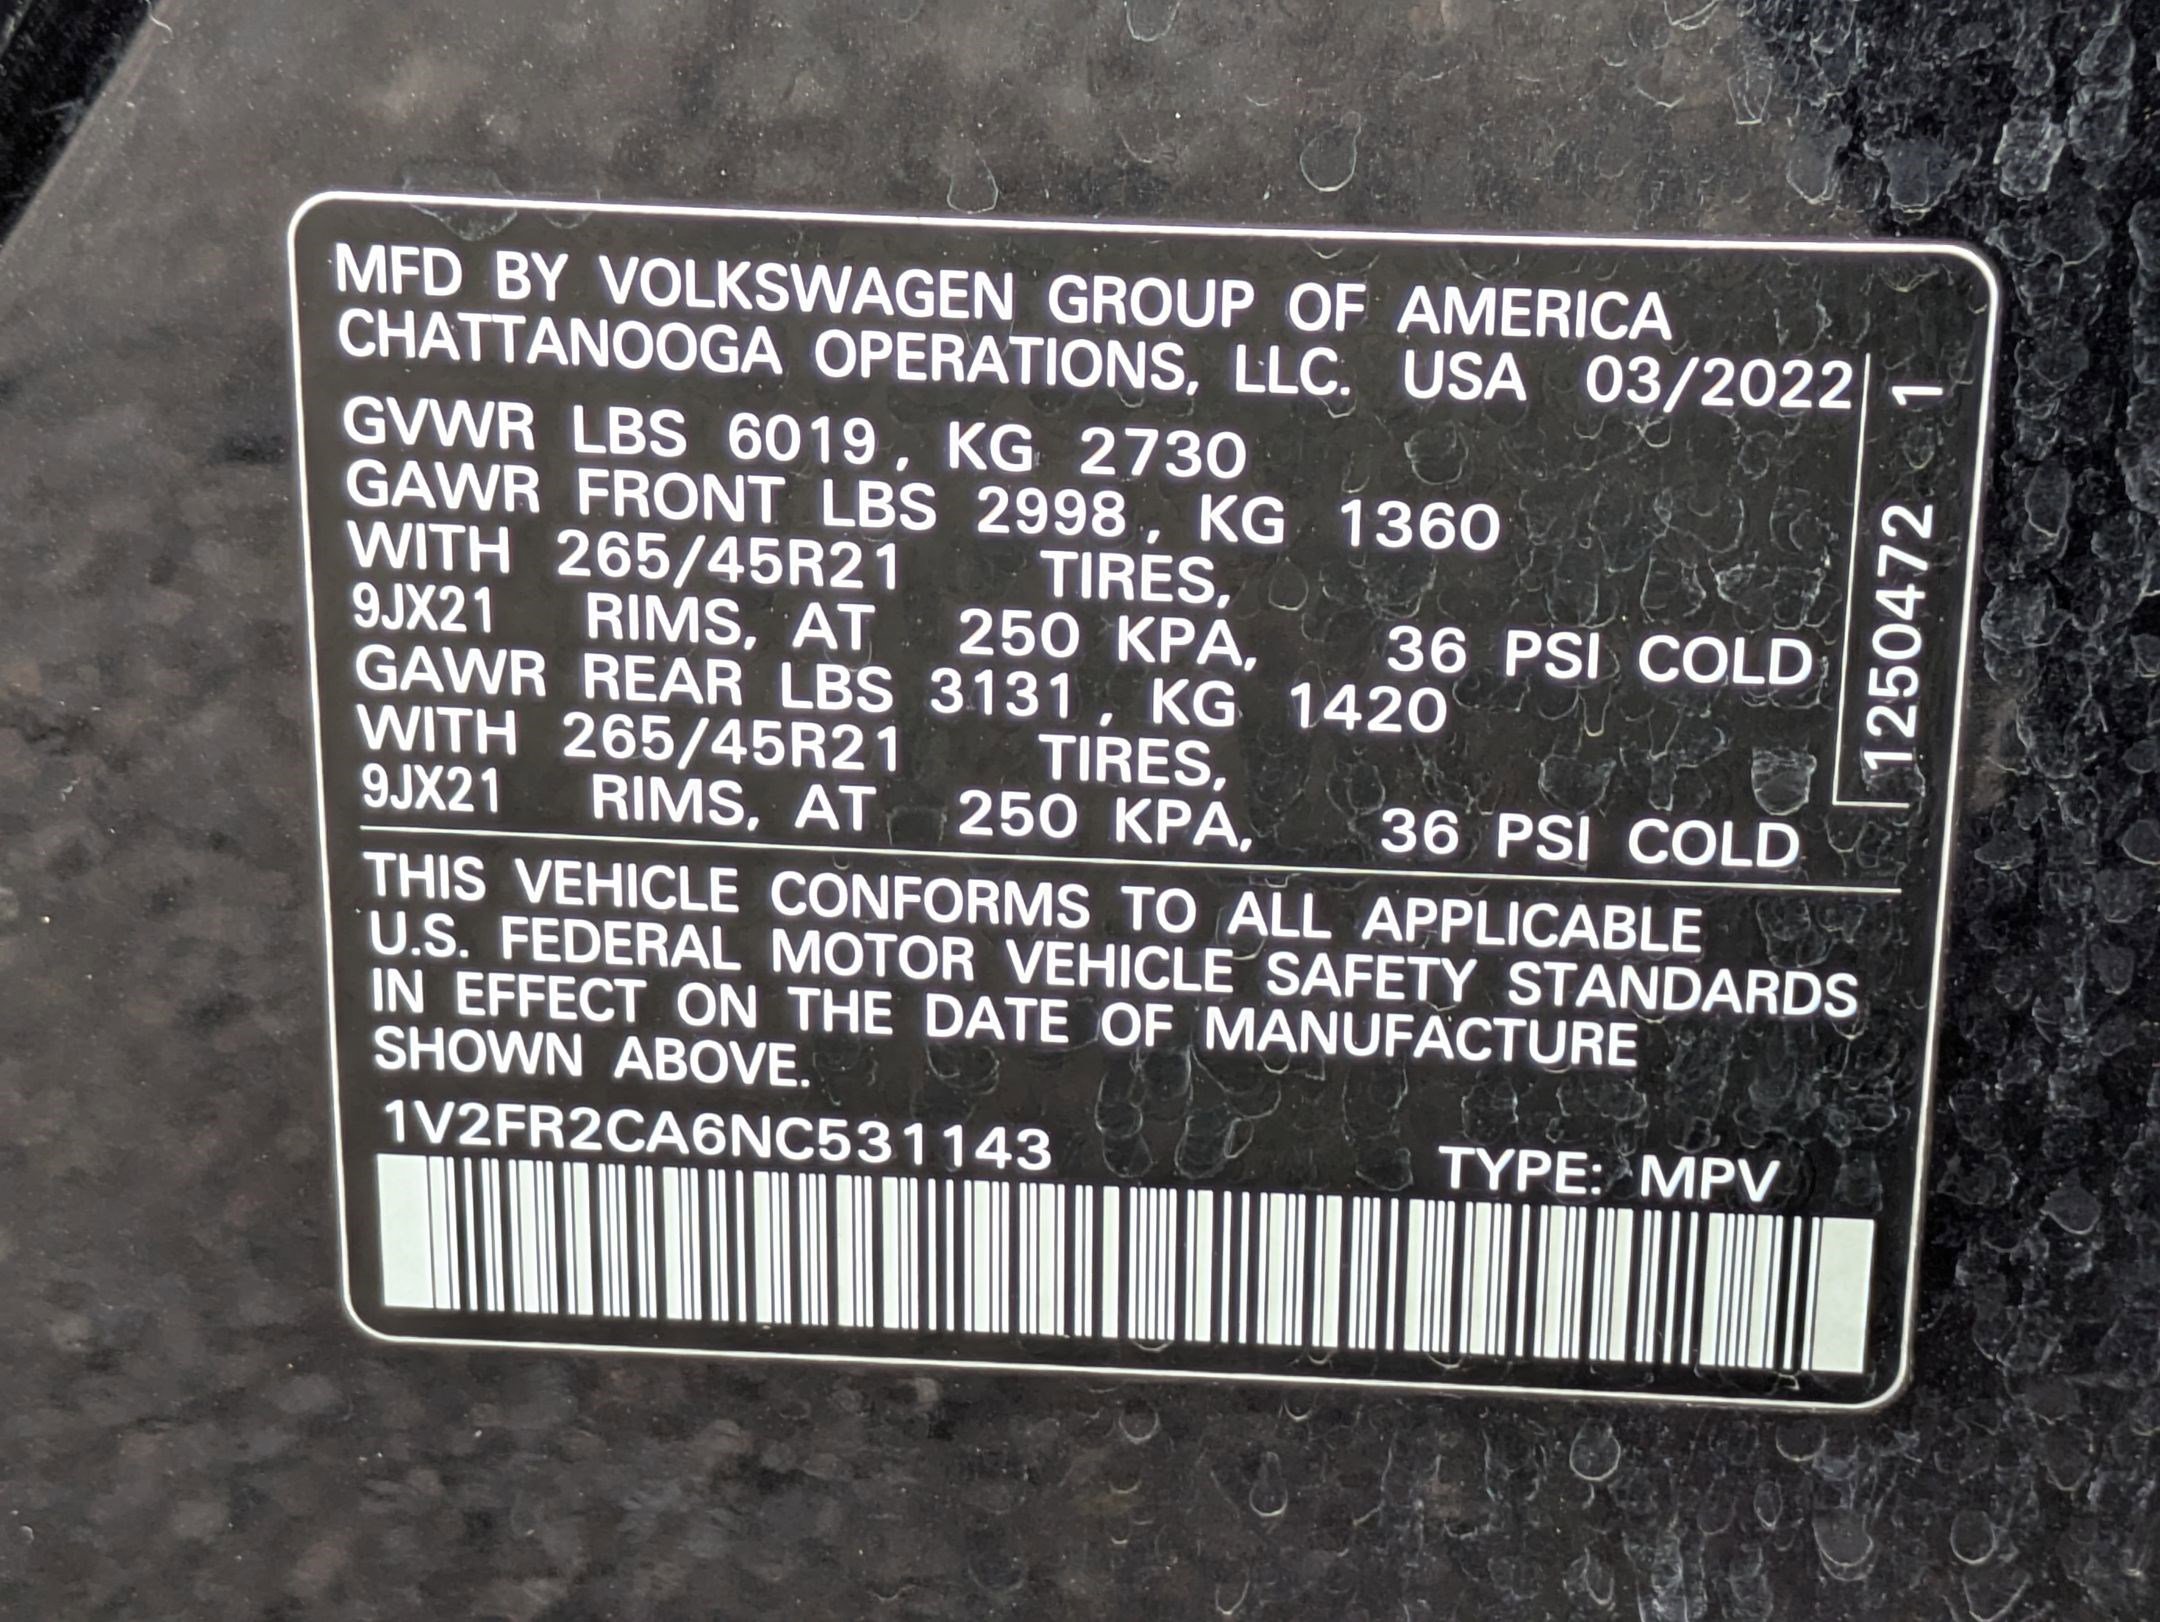 MFD BY VOLKSWAGEN GROUP OF AMERICA
CHATTANOOGA OPERATIONS, LLC. USA 03/2022
GVWR LBS 6019, KG 2730
GAWR FRONT LBS 2998, KG 1360
WITH 265/45R21 TIRES,
9JX21 RIMS, AT 250 KPA, 36 PSI COLD
GAWR REAR LBS 3131, KG 1420
WITH 265/45R21 TIRES,
9JX21 RIMS, AT 250 KPA, 36 PSI COLD
1250472 1
THIS VEHICLE CONFORMS TO ALL APPLICABLE
U.S. FEDERAL MOTOR VEHICLE SAFETY STANDARDS
IN EFFECT ON THE DATE OF MANUFACTURE
SHOWN ABOVE.
1V2FR2CA6NC531143 TYPE: MPV